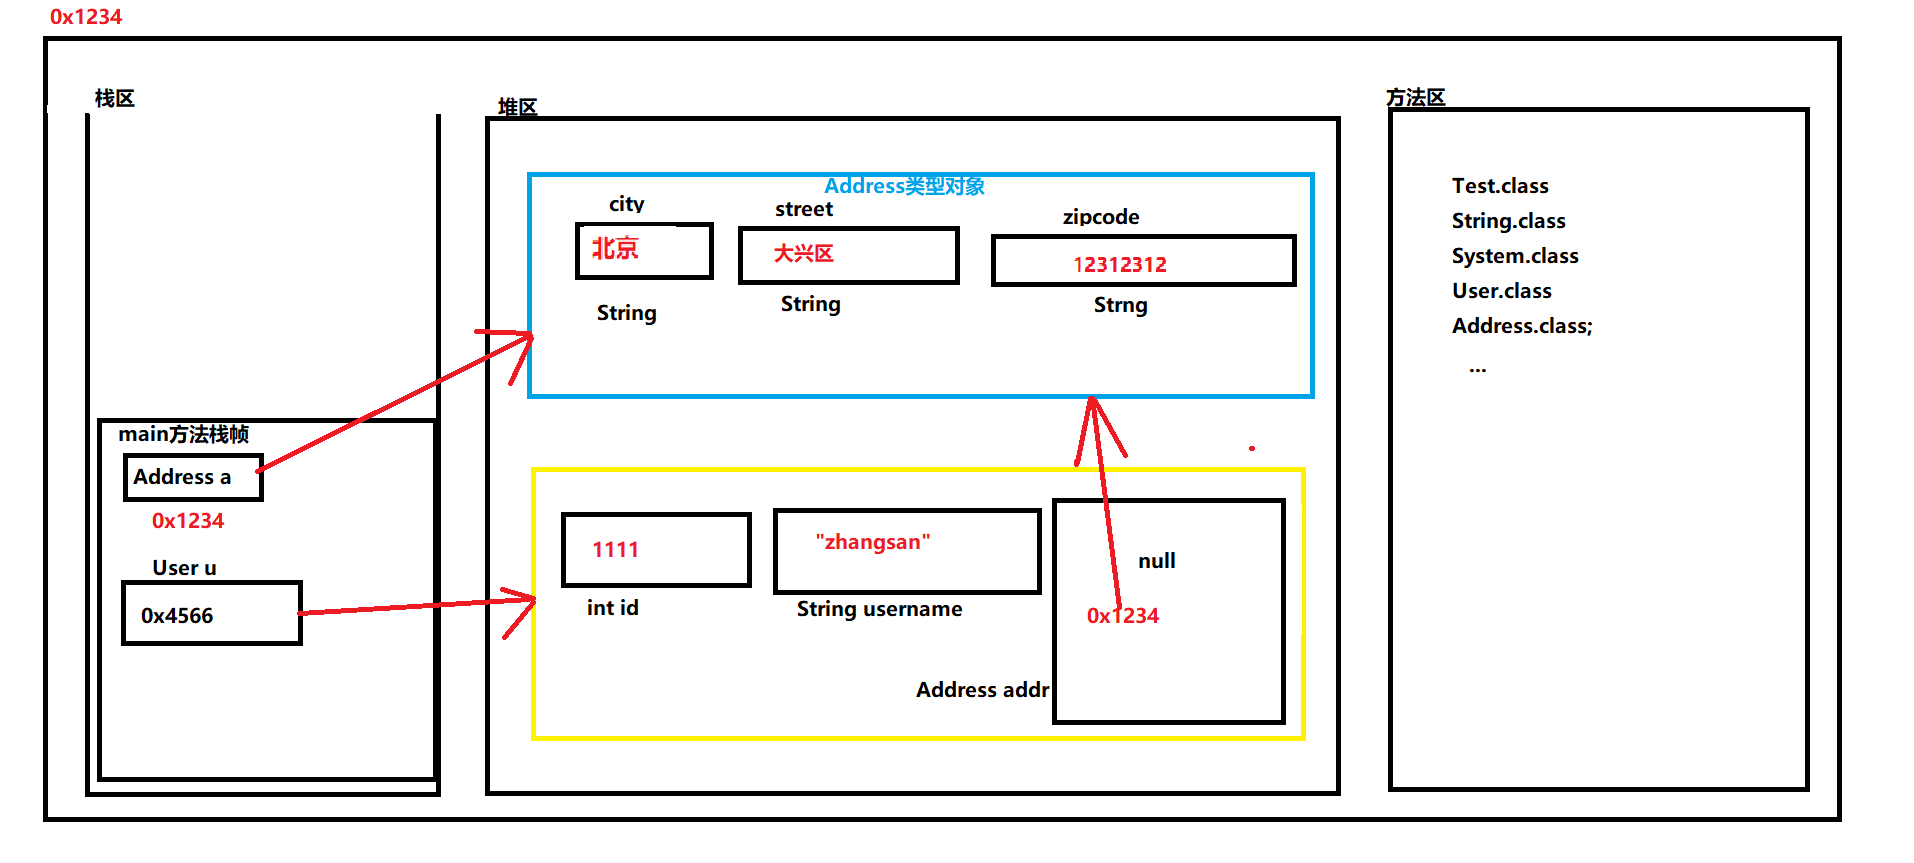 0x1234
栈区
main方法栈帧
Address a
0x1234
User u
0x4566
堆区
Address类型对象
city
北京
String
street
大兴区
String
zipcode
12312312
Strng
1111
int id
"zhangsan"
String username
null
0x1234
Address addr
方法区
Test.class
String.class
System.class
User.class
Address.class;
...